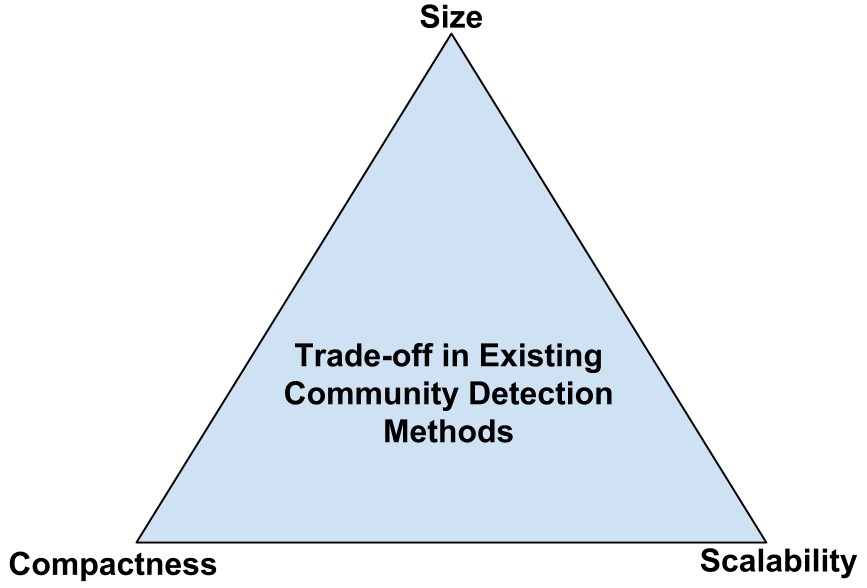 Size
Trade-off in Existing
Community Detection
Methods
Compactness
Scalability